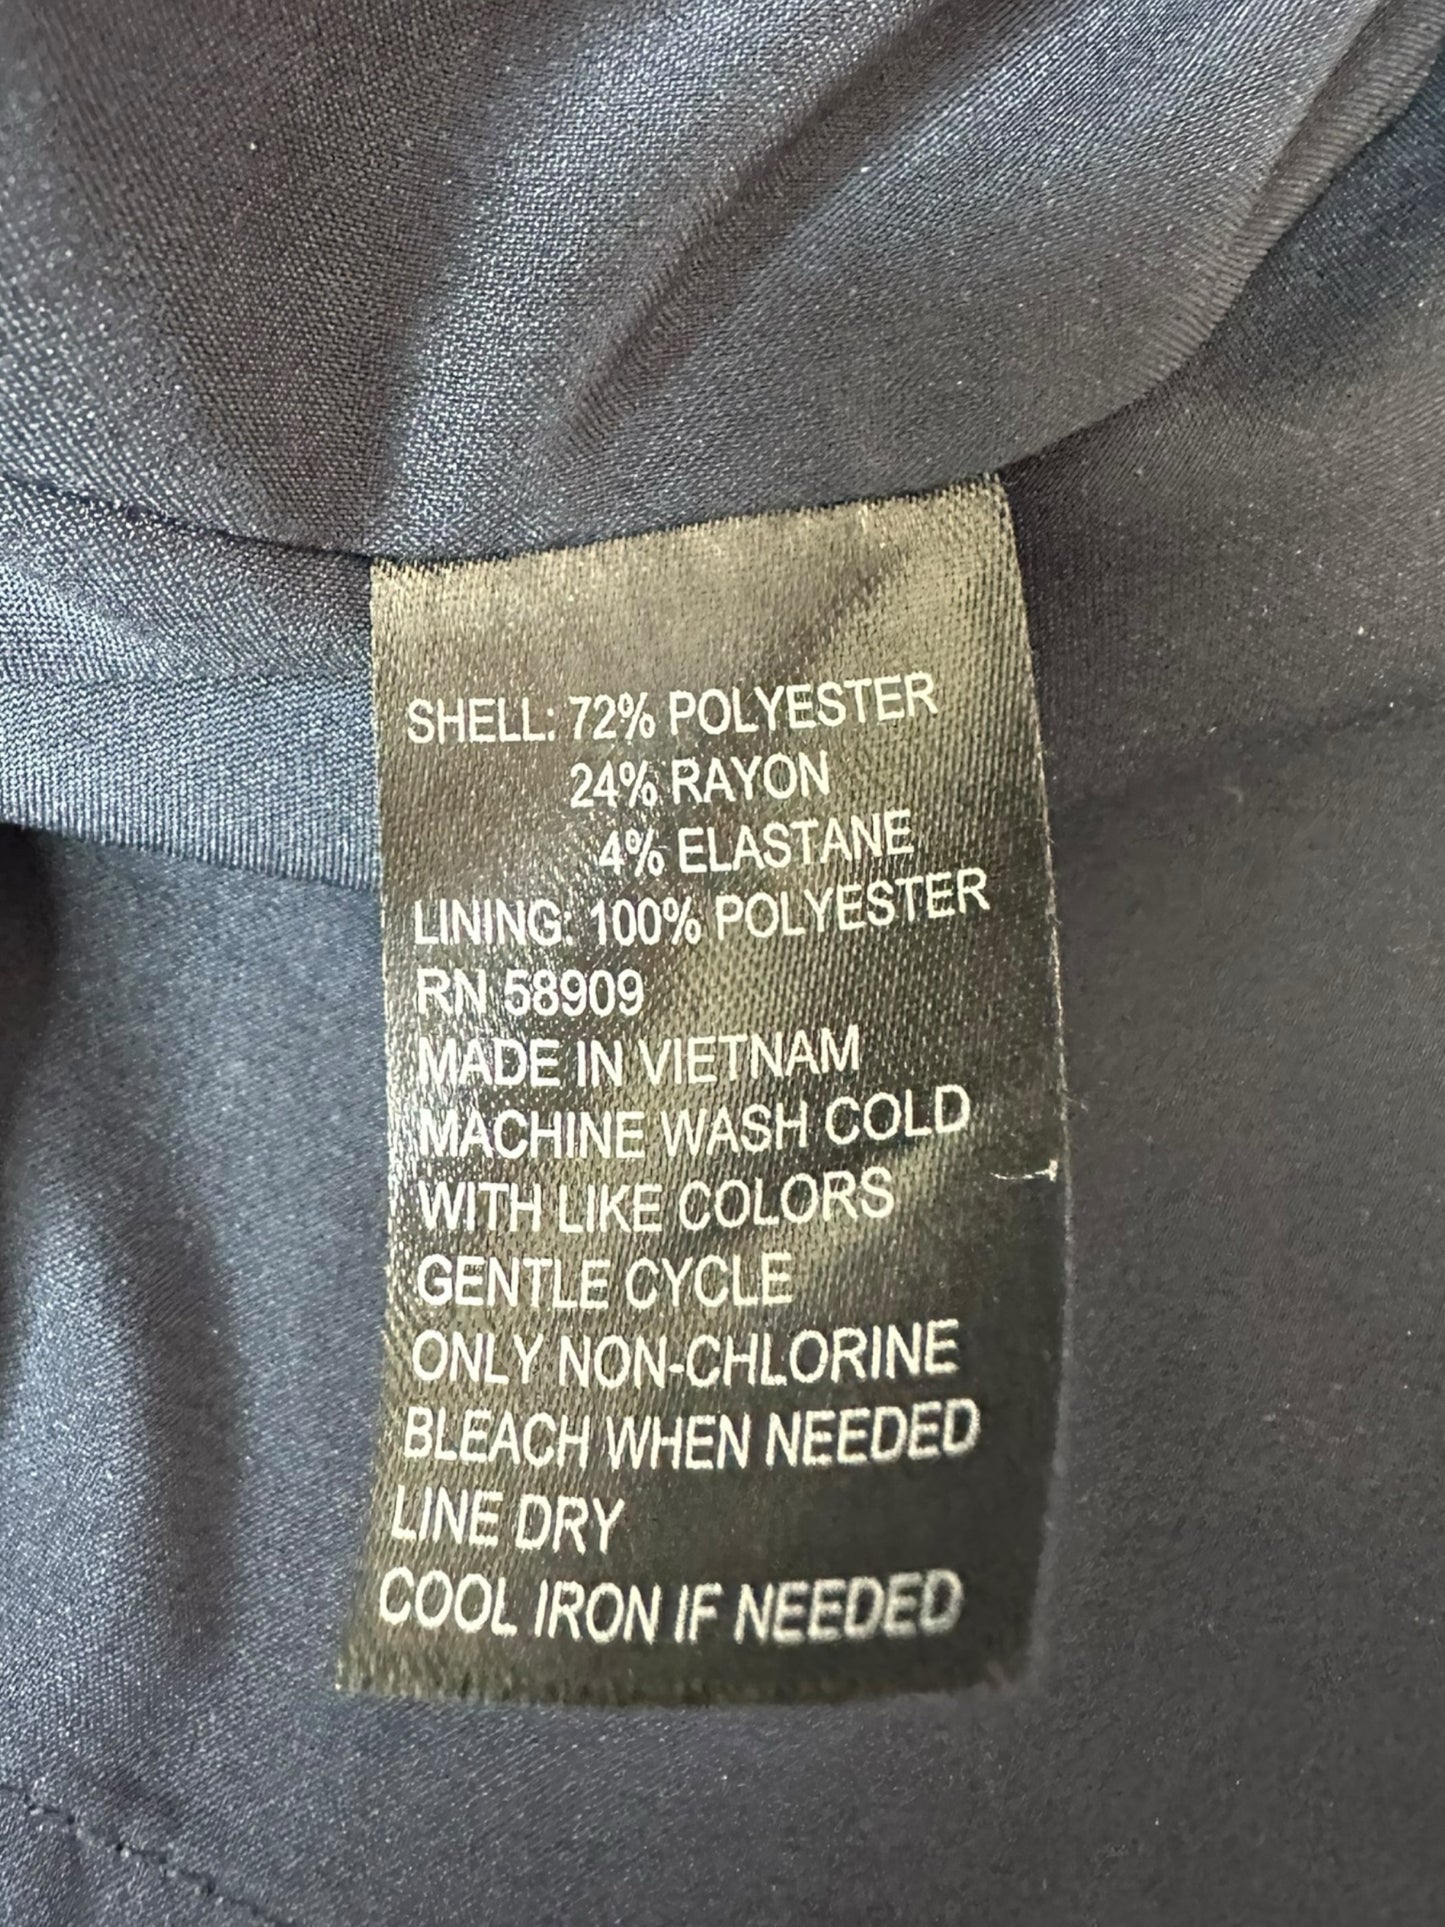 SHELL: 72% POLYESTER
24% RAYON
4% ELASTANE
LINING: 100% POLYESTER
RN 58909
MADE IN VIETNAM
MACHINE WASH COLD
WITH LIKE COLORS
GENTLE CYCLE
ONLY NON-CHLORINE
BLEACH WHEN NEEDED
LINE DRY
COOL IRON IF NEEDED